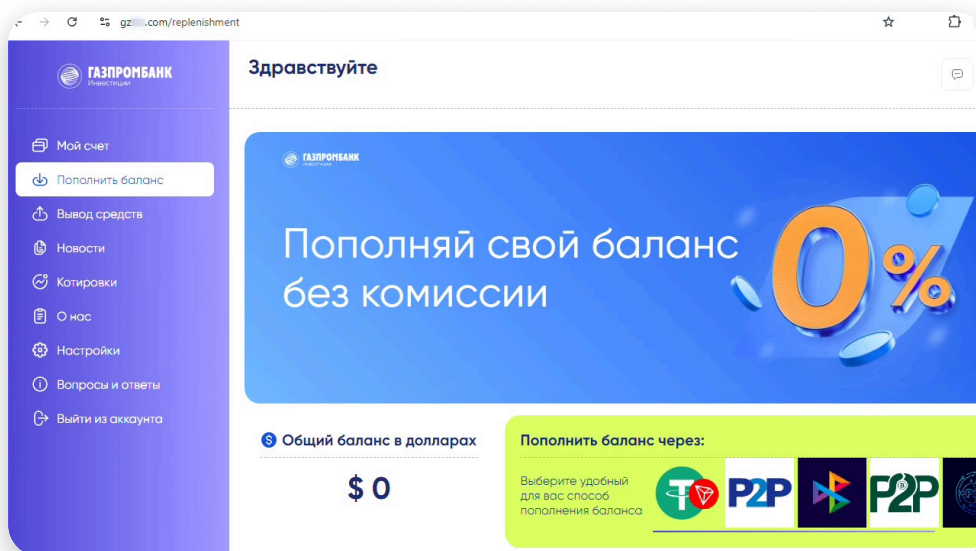 gz .com/replenishment
ГАЗПРОМБАНК
Инвестиции
Здравствуйте
Мой счет
Пополнить баланс
Вывод средств
Новости
Котировки
О нас
Настройки
Вопросы и ответы
Выйти из аккаунта
ГАЗПРОМБАНК
Пополняй свой баланс
без комиссии
0%
Общий баланс в долларах
$ 0
Пополнить баланс через:
Выберите удобный
для вас способ
пополнения баланса
P2P
P2P